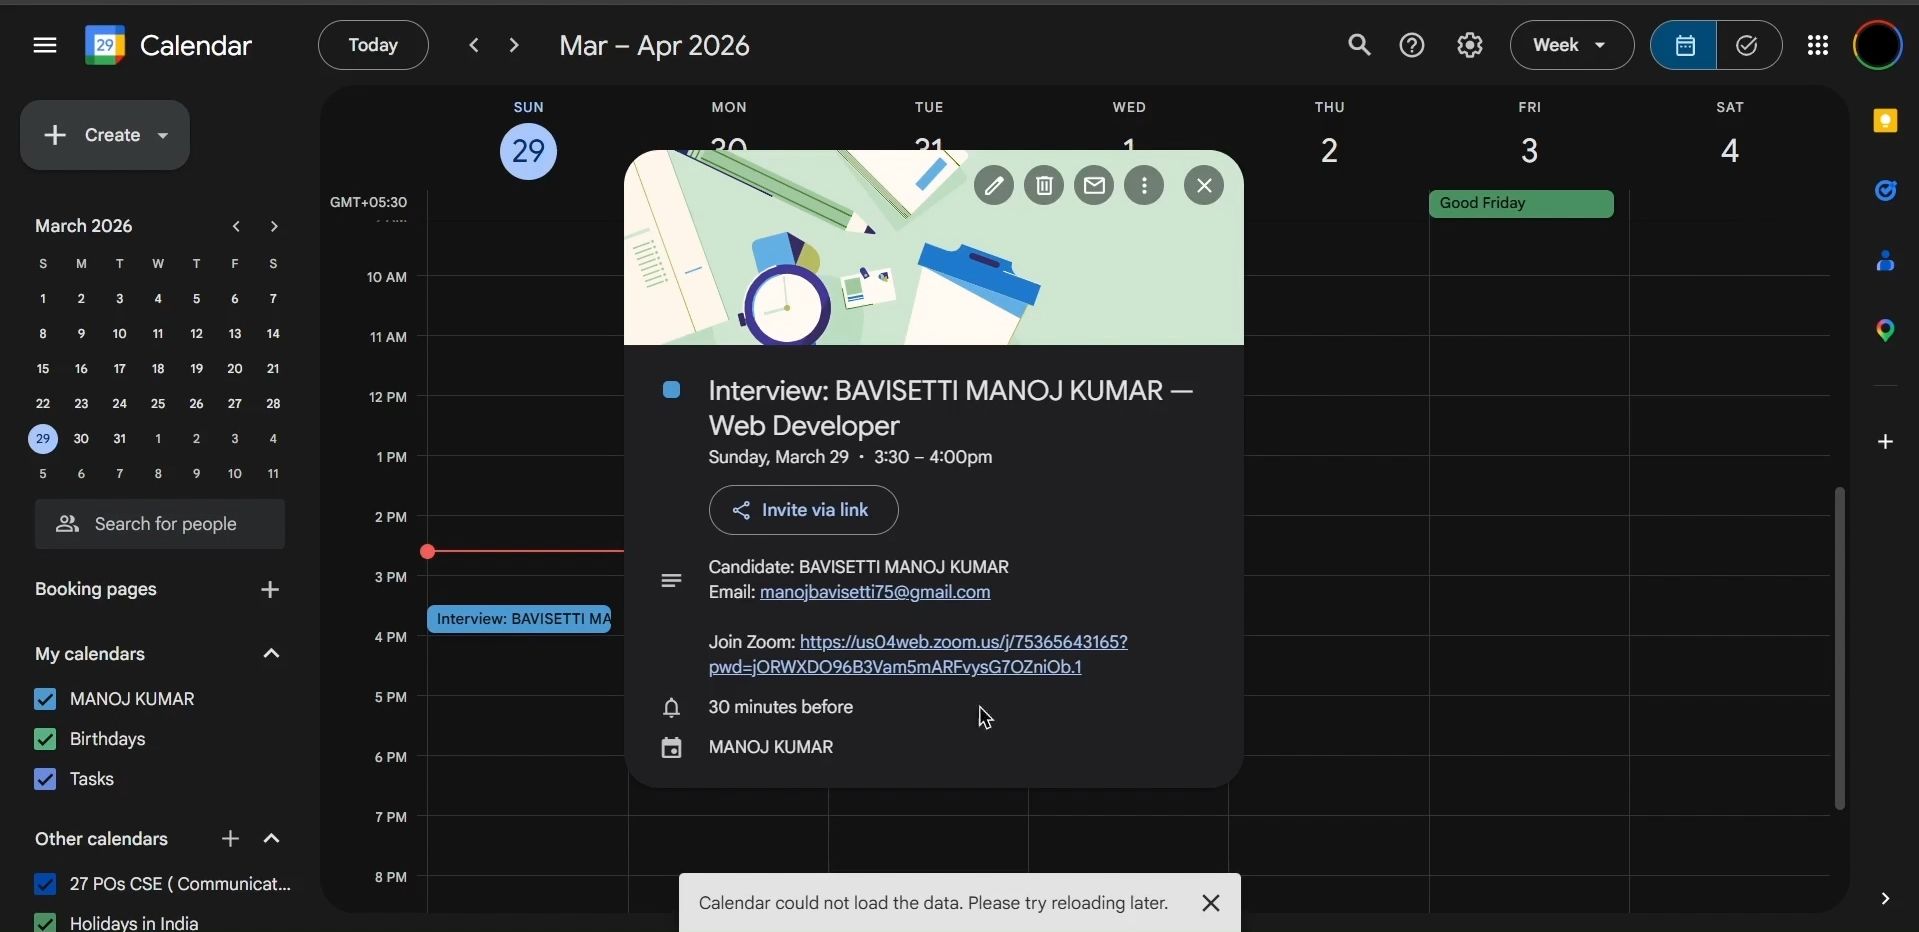 29 Calendar
Today
Mar – Apr 2026
Week
Create
SUN MON TUE WED THU FRI SAT
29 30 31 1 2 3 4
GMT+05:30
Good Friday
March 2026
S M T W T F S
1 2 3 4 5 6 7
8 9 10 11 12 13 14
15 16 17 18 19 20 21
22 23 24 25 26 27 28
29 30 31 1 2 3 4
5 6 7 8 9 10 11
Search for people
Booking pages
My calendars
MANOJ KUMAR
Birthdays
Tasks
Other calendars
27 POs CSE ( Communicat...
Holidays in India
10 AM
11 AM
12 PM
1 PM
2 PM
3 PM
Interview: BAVISETTI MA
4 PM
5 PM
6 PM
7 PM
8 PM
Interview: BAVISETTI MANOJ KUMAR —
Web Developer
Sunday, March 29 · 3:30 – 4:00pm
Invite via link
Candidate: BAVISETTI MANOJ KUMAR
Email: manojbavisetti75@gmail.com
Join Zoom: https://us04web.zoom.us/j/75365643165?
pwd=jORWXDO96B3Vam5mARFvysG7OZniOb.1
30 minutes before
MANOJ KUMAR
Calendar could not load the data. Please try reloading later.